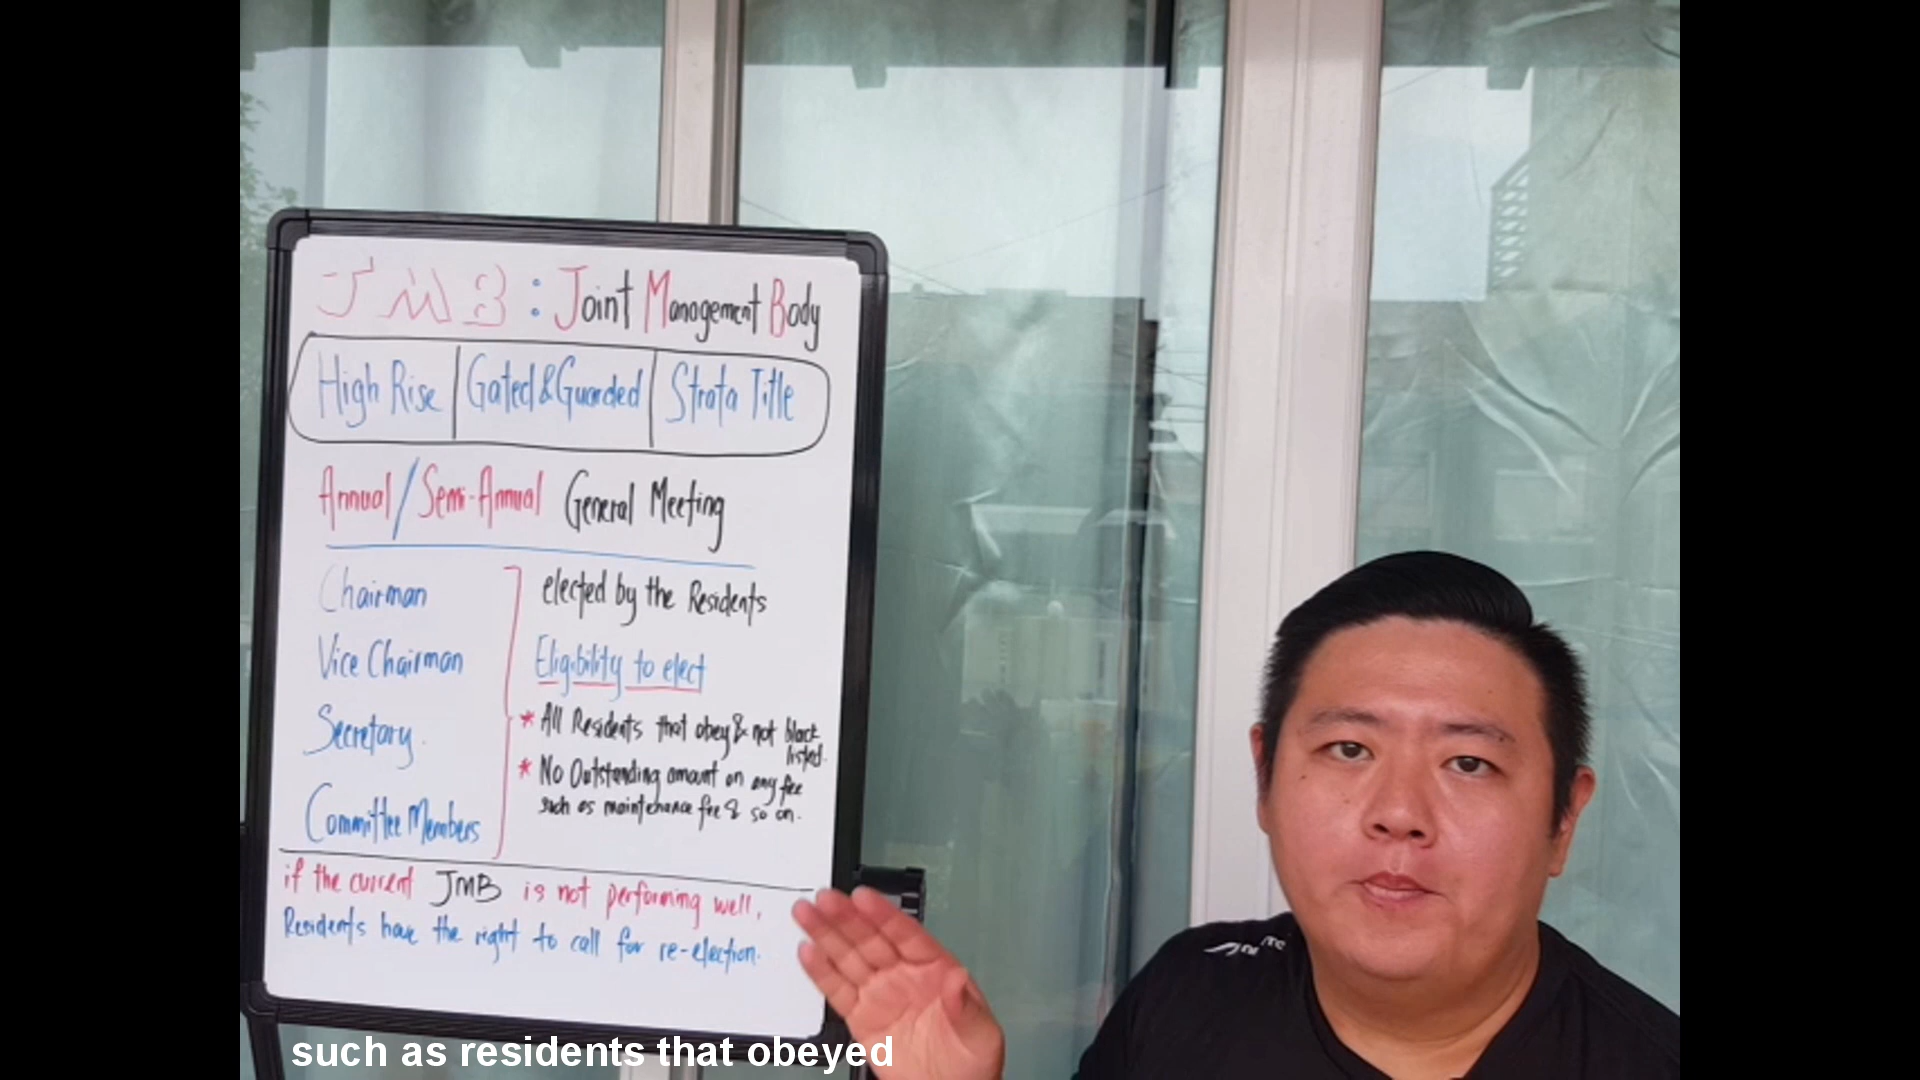 JMB : Joint Management Body
High Rise | Gated & Guarded | Strata Title
Annual / Semi-Annual General Meeting
Chairman
Vice Chairman
Secretary.
Committee Members
elected by the Residents
Eligibility to elect
* All Residents that obey & not black
listed.
* No Outstanding amount on any fee
such as maintenance fee & so on.
if the current JMB is not performing well,
Residents have the right to call for re-election.
such as residents that obeyed